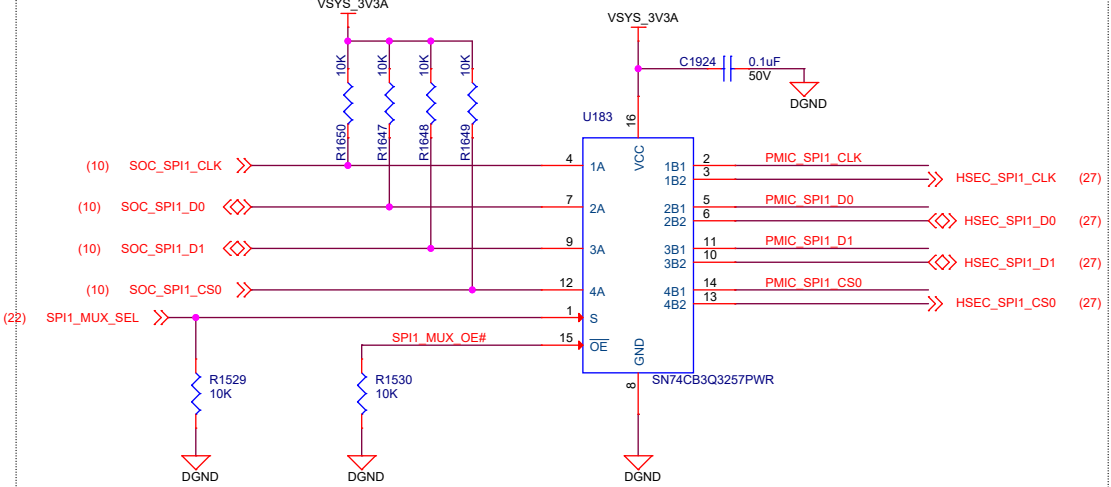 VSYS_3V3A
VSYS_3V3A
10K
10K
10K
10K
R1650
R1647
R1648
R1649
C1924
0.1uF
50V
DGND
U183
16
VCC
(10) SOC_SPI1_CLK
4
1A
1B1
2
PMIC_SPI1_CLK
1B2
3
HSEC_SPI1_CLK (27)
(10) SOC_SPI1_D0
7
2A
2B1
5
PMIC_SPI1_D0
2B2
6
HSEC_SPI1_D0 (27)
(10) SOC_SPI1_D1
9
3A
3B1
11
PMIC_SPI1_D1
3B2
10
HSEC_SPI1_D1 (27)
(10) SOC_SPI1_CS0
12
4A
4B1
14
PMIC_SPI1_CS0
4B2
13
HSEC_SPI1_CS0 (27)
(22) SPI1_MUX_SEL
1
S
SPI1_MUX_OE#
15
OE
GND
8
SN74CB3Q3257PWR
R1529
10K
R1530
10K
DGND
DGND
DGND